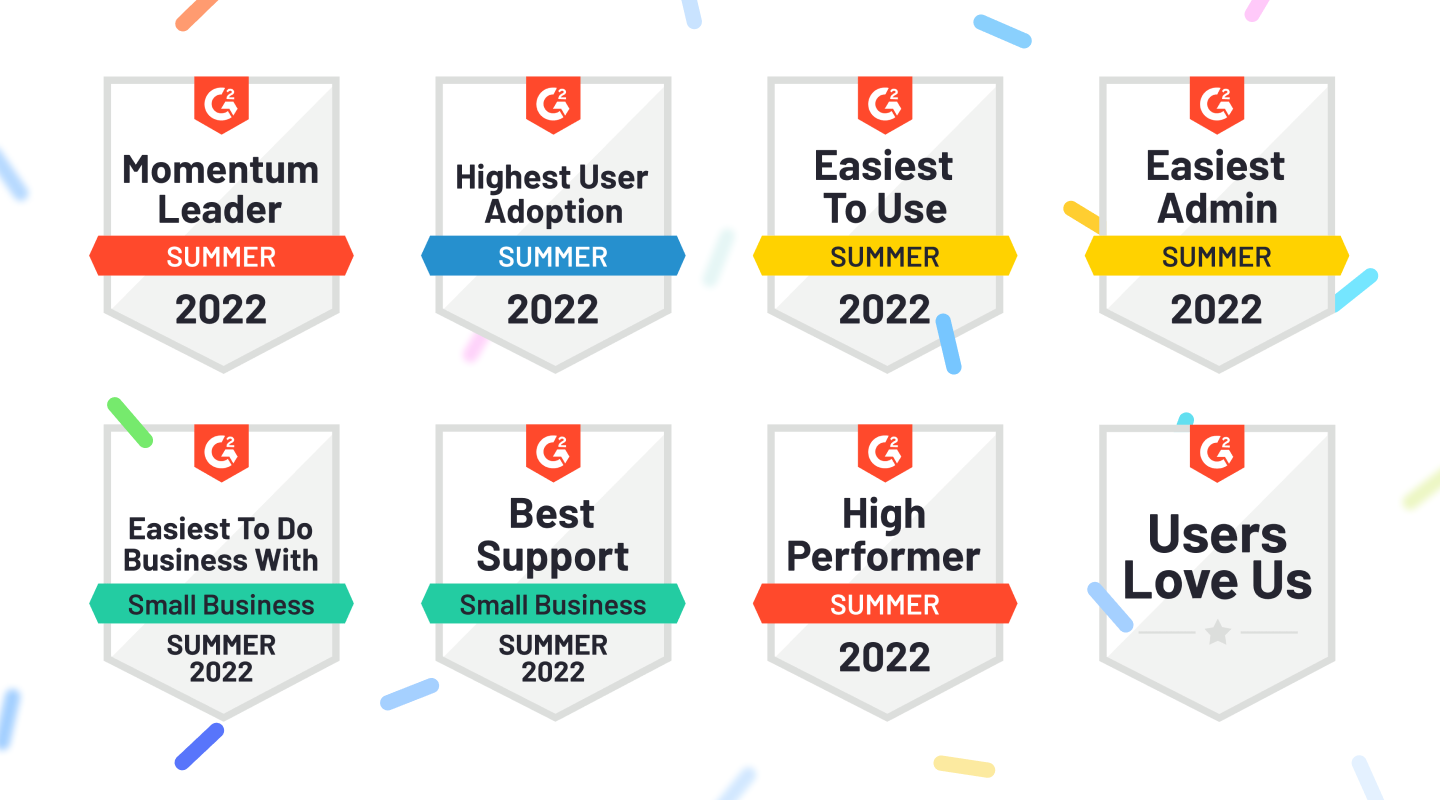 G2
Momentum
Leader
SUMMER
2022
G2
Highest User
Adoption
SUMMER
2022
G2
Easiest
To Use
SUMMER
2022
G2
Easiest
Admin
SUMMER
2022
G2
Easiest To Do
Business With
Small Business
SUMMER
2022
G2
Best
Support
Small Business
SUMMER
2022
G2
High
Performer
SUMMER
2022
G2
Users
Love Us